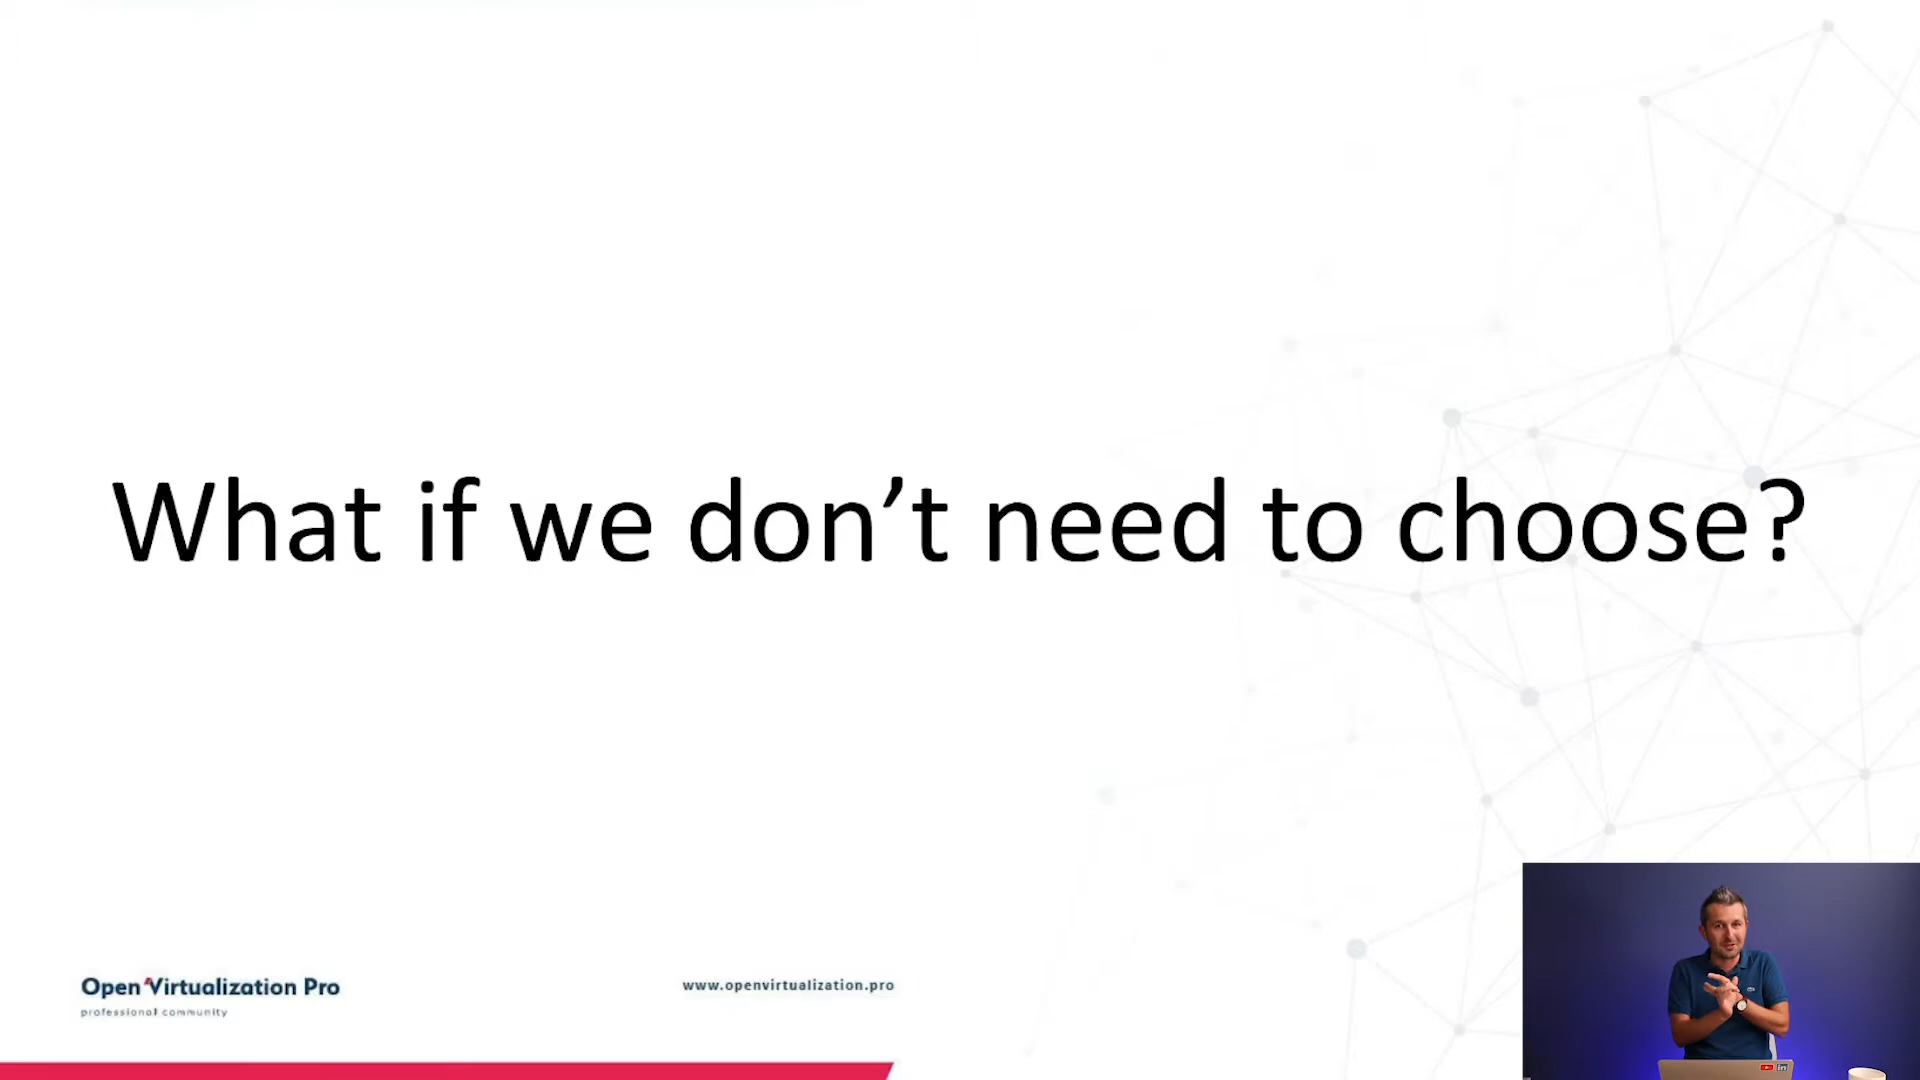 What if we don’t need to choose?
Open Virtualization Pro
professional community
www.openvirtualization.pro